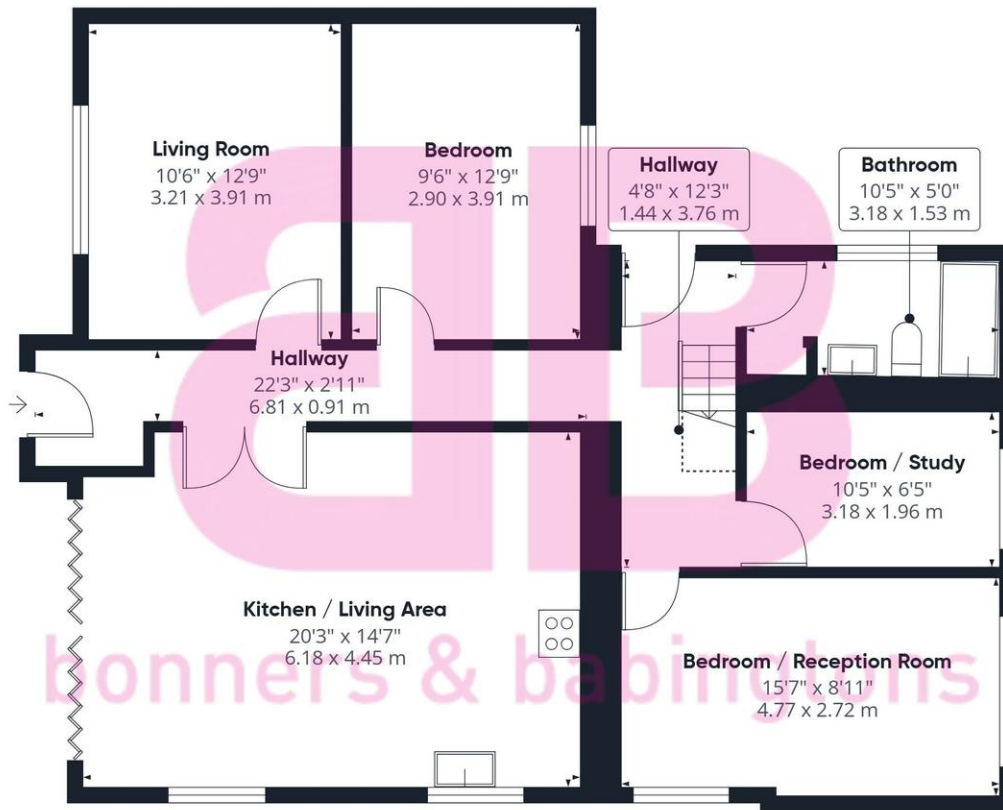 Living Room
10'6" x 12'9"
3.21 x 3.91 m
Bedroom
9'6" x 12'9"
2.90 x 3.91 m
Hallway
4'8" x 12'3"
1.44 x 3.76 m
Bathroom
10'5" x 5'0"
3.18 x 1.53 m
Hallway
22'3" x 2'11"
6.81 x 0.91 m
Bedroom / Study
10'5" x 6'5"
3.18 x 1.96 m
Kitchen / Living Area
20'3" x 14'7"
6.18 x 4.45 m
Bedroom / Reception Room
15'7" x 8'11"
4.77 x 2.72 m
bonners & babingtons